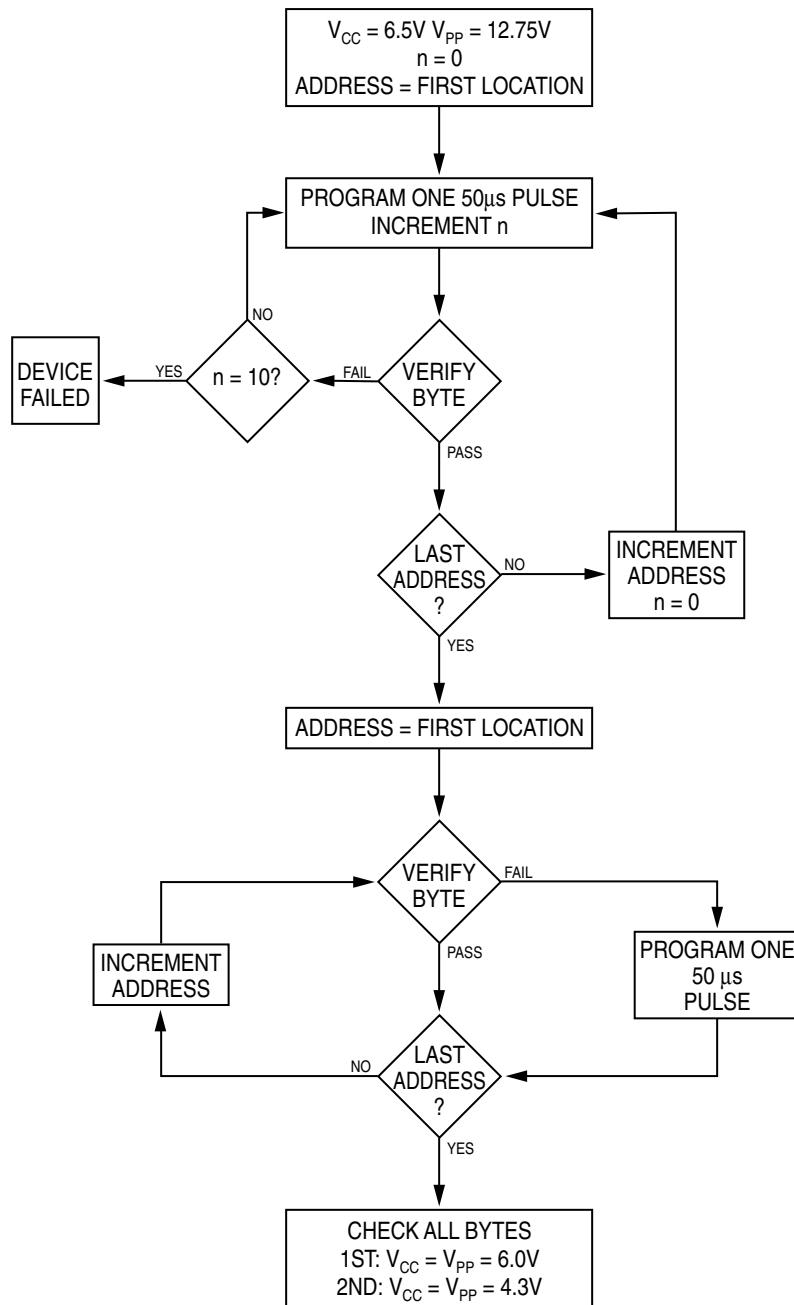 VCC = 6.5V VPP = 12.75V
n = 0
ADDRESS = FIRST LOCATION
PROGRAM ONE 50μs PULSE
INCREMENT n
NO
DEVICE
FAILED
YES
n = 10?
FAIL
VERIFY
BYTE
PASS
LAST
ADDRESS
?
NO
INCREMENT
ADDRESS
n = 0
YES
ADDRESS = FIRST LOCATION
VERIFY
BYTE
FAIL
PASS
INCREMENT
ADDRESS
PROGRAM ONE
50 μs
PULSE
NO
LAST
ADDRESS
?
YES
CHECK ALL BYTES
1ST: VCC = VPP = 6.0V
2ND: VCC = VPP = 4.3V